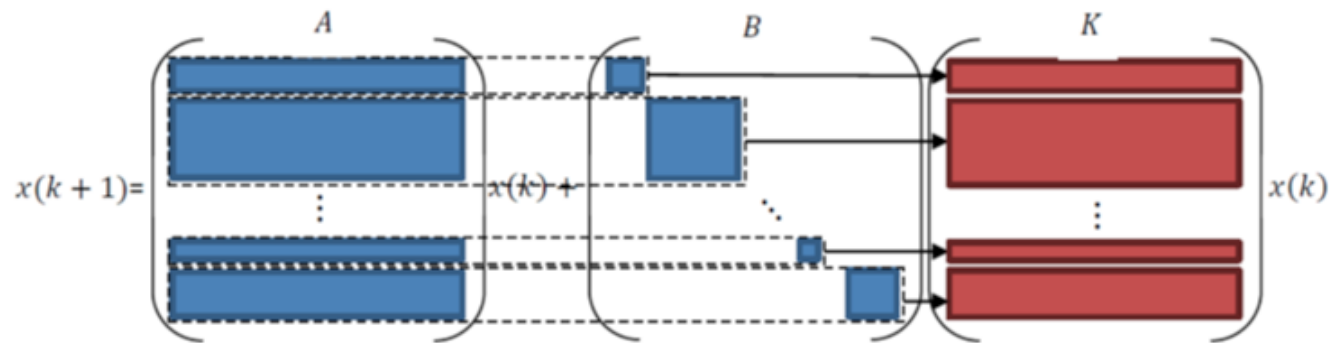 A B K
x(k + 1)= x(k) + x(k)
⋮ ⋱ ⋮